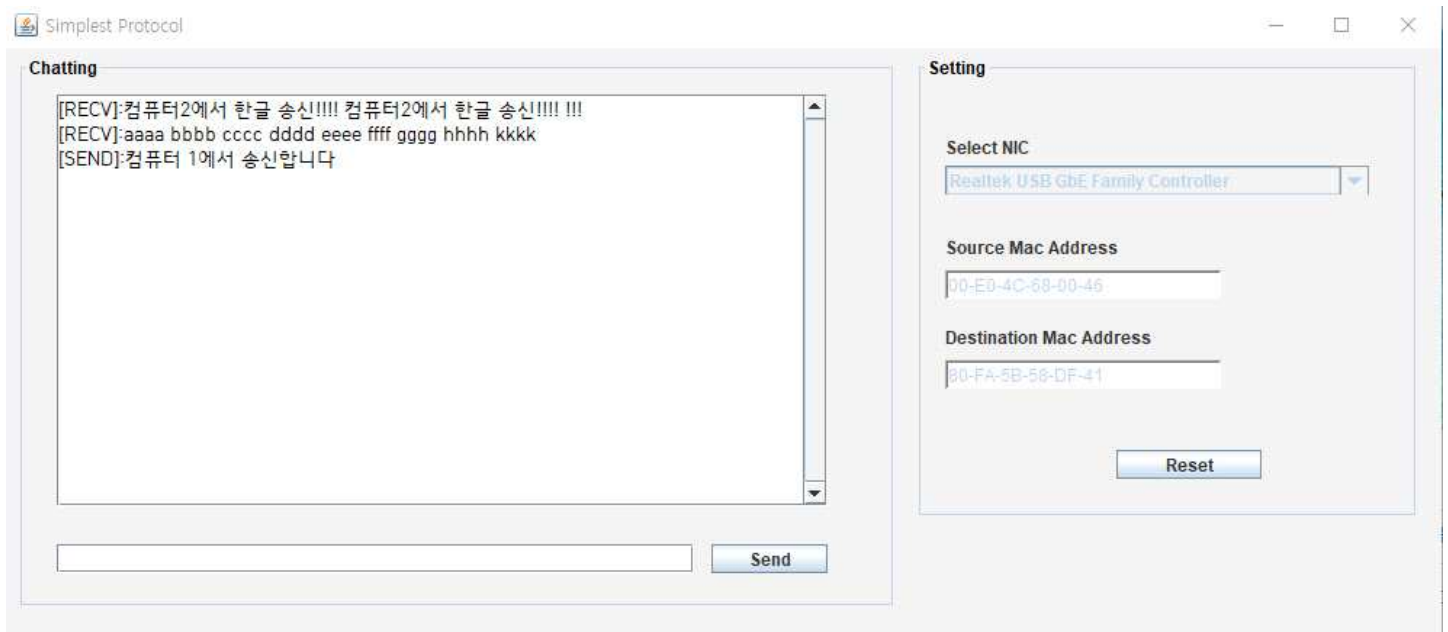 Simplest Protocol
Chatting
[RECV]:컴퓨터2에서 한글 송신!!!! 컴퓨터2에서 한글 송신!!!! !!!
[RECV]:aaaa bbbb cccc dddd eeee ffff gggg hhhh kkkk
[SEND]:컴퓨터 1에서 송신합니다
Send
Setting
Select NIC
Realtek USB GbE Family Controller
Source Mac Address
00-E0-4C-68-00-46
Destination Mac Address
80-FA-5B-58-DF-41
Reset